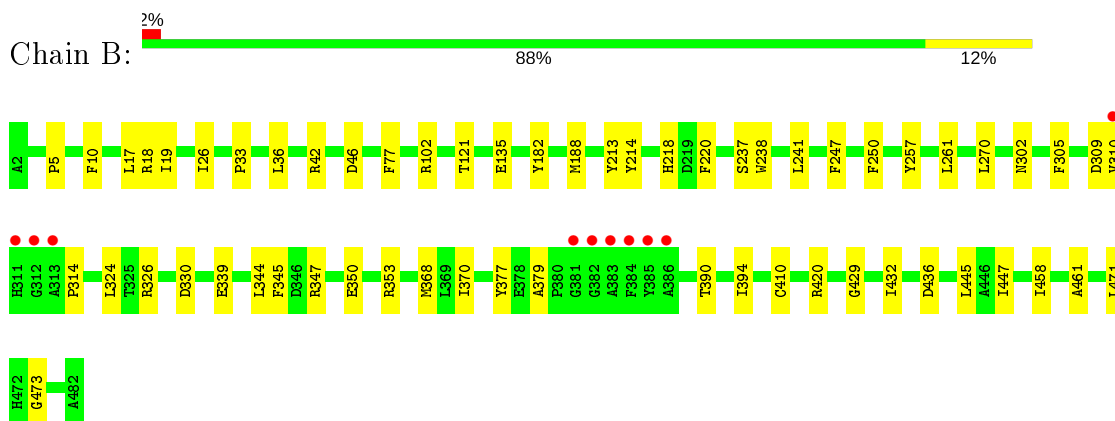 2%
Chain B:
88% 12%
A2 P5 F10 L17 R18 I19 I26 P33 L36 R42 D46 F77 R102 T121 E135 Y182 M188 Y213 Y214 H218 D219 F220 S237 W238 L241 F247 F250 Y257 L261 L270 N302 F305 D309 V310
H311 G312 A313 P314 L324 T325 R326 D330 E339 L344 F345 D346 R347 E350 R353 M368 L369 I370 Y377 E378 A379 P380 G381 G382 A383 F384 Y385 A386 T390 I394 C410 R420 G429 I432 D436 L445 A446 I447 I458 A461 L471
H472 G473 A482